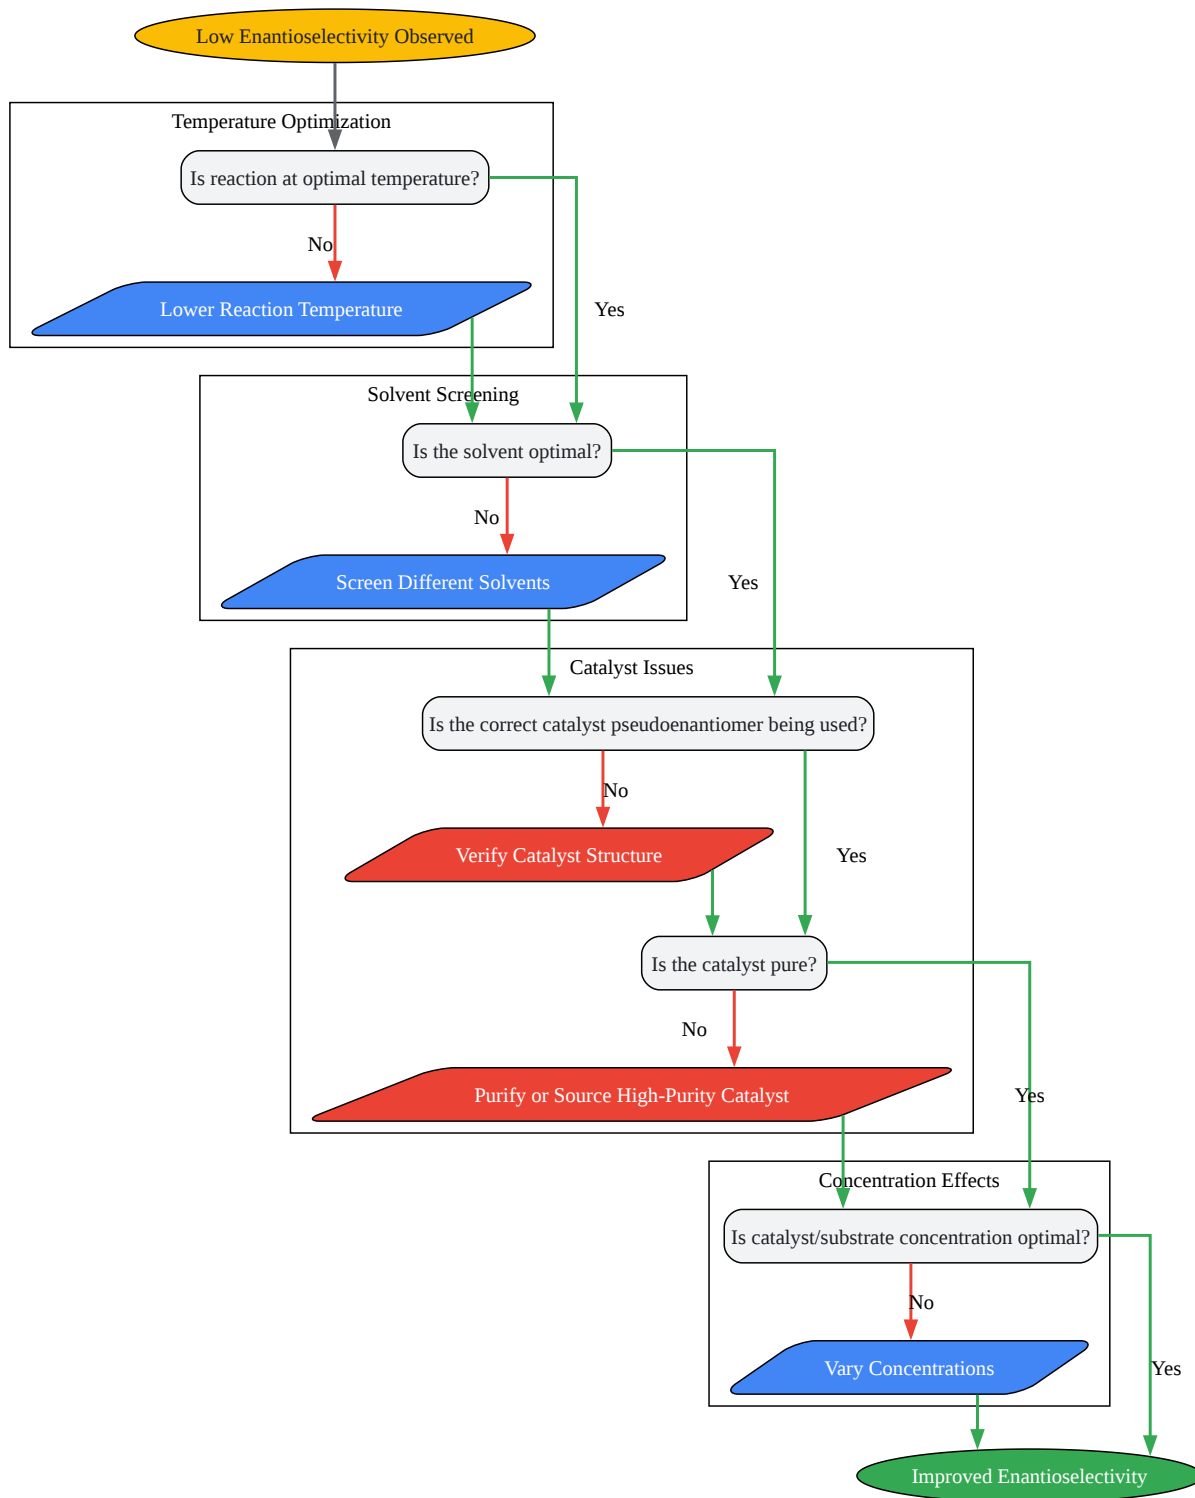 Low Enantioselectivity Observed
Temperature Optimization
Is reaction at optimal temperature?
No
Lower Reaction Temperature
Yes
Solvent Screening
Is the solvent optimal?
No
Screen Different Solvents
Yes
Catalyst Issues
Is the correct catalyst pseudoenantiomer being used?
No
Verify Catalyst Structure
Yes
Is the catalyst pure?
No
Purify or Source High-Purity Catalyst
Yes
Concentration Effects
Is catalyst/substrate concentration optimal?
No
Vary Concentrations
Yes
Improved Enantioselectivity